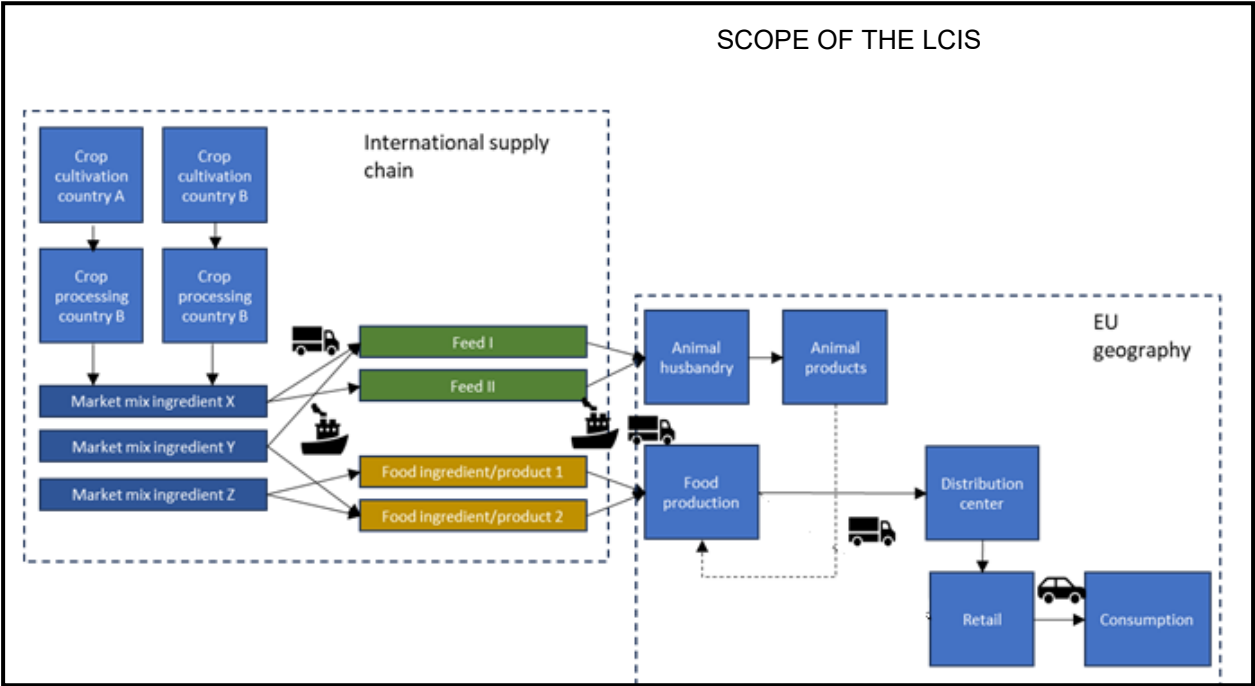 SCOPE OF THE LCIS
International supply
chain
Crop
cultivation
country A
Crop
cultivation
country B
Crop
processing
country B
Crop
processing
country B
Market mix ingredient X
Market mix ingredient Y
Market mix ingredient Z
Feed I
Feed II
Food ingredient/product 1
Food ingredient/product 2
EU
geography
Animal
husbandry
Animal
products
Food
production
Distribution
center
Retail
Consumption